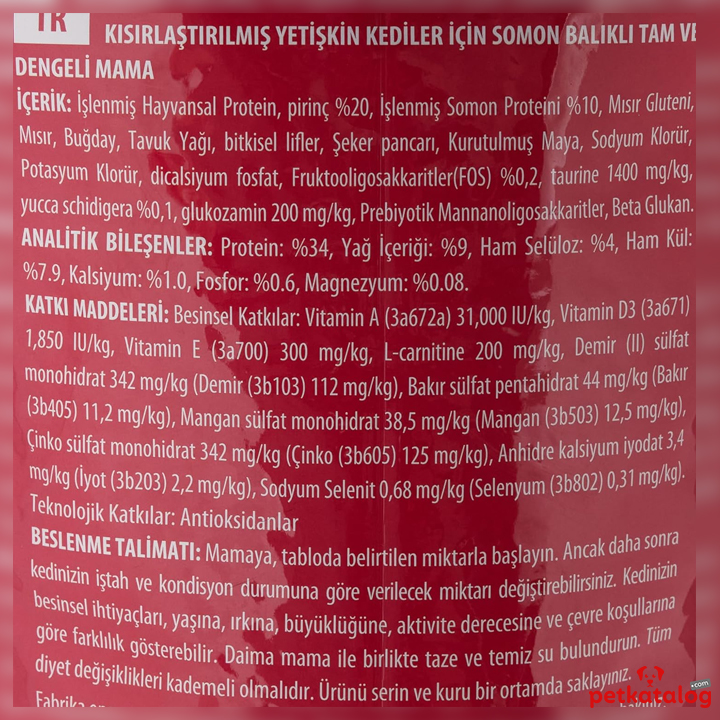 TR
KISIRLAŞTIRILMIŞ YETİŞKİN KEDİLER İÇİN SOMON BALIKLI TAM VE
DENGELİ MAMA
İÇERİK: İşlenmiş Hayvansal Protein, pirinç %20, İşlenmiş Somon Proteini %10, Mısır Gluteni,
Mısır, Buğday, Tavuk Yağı, bitkisel lifler, Şeker pancarı, Kurutulmuş Maya, Sodyum Klorür,
Potasyum Klorür, dicalsiyum fosfat, Fruktooligosakkaritler(FOS) %0,2, taurine 1400 mg/kg,
yucca schidigera %0,1, glukozamin 200 mg/kg, Prebiyotik Mannanoligosakkaritler, Beta Glukan.
ANALİTİK BİLEŞENLER: Protein: %34, Yağ İçeriği: %9, Ham Selüloz: %4, Ham Kül:
%7.9, Kalsiyum: %1.0, Fosfor: %0.6, Magnezyum: %0.08.
KATKI MADDELERİ: Besinsel Katkılar: Vitamin A (3a672a) 31,000 IU/kg, Vitamin D3 (3a671)
1,850 IU/kg, Vitamin E (3a700) 300 mg/kg, L-carnitine 200 mg/kg, Demir (II) sülfat
monohidrat 342 mg/kg (Demir (3b103) 112 mg/kg), Bakır sülfat pentahidrat 44 mg/kg (Bakır
(3b405) 11,2 mg/kg), Mangan sülfat monohidrat 38,5 mg/kg (Mangan (3b503) 12,5 mg/kg),
Çinko sülfat monohidrat 342 mg/kg (Çinko (3b605) 125 mg/kg), Anhidre kalsiyum iyodat 3,4
mg/kg (İyot (3b203) 2,2 mg/kg), Sodyum Selenit 0,68 mg/kg (Selenyum (3b802) 0,31 mg/kg).
Teknolojik Katkılar: Antioksidanlar
BESLENME TALİMATI: Mamaya, tabloda belirtilen miktarla başlayın. Ancak daha sonra
kedinizin iştah ve kondisyon durumuna göre verilecek miktarı değiştirebilirsiniz. Kedinizin
besinsel ihtiyaçları, yaşına, ırkına, büyüklüğüne, aktivite derecesine ve çevre koşullarına
göre farklılık gösterebilir. Daima mama ile birlikte taze ve temiz su bulundurun. Tüm
diyet değişiklikleri kademeli olmalıdır. Ürünü serin ve kuru bir ortamda saklayınız.
Fabrika
petkatalog.com